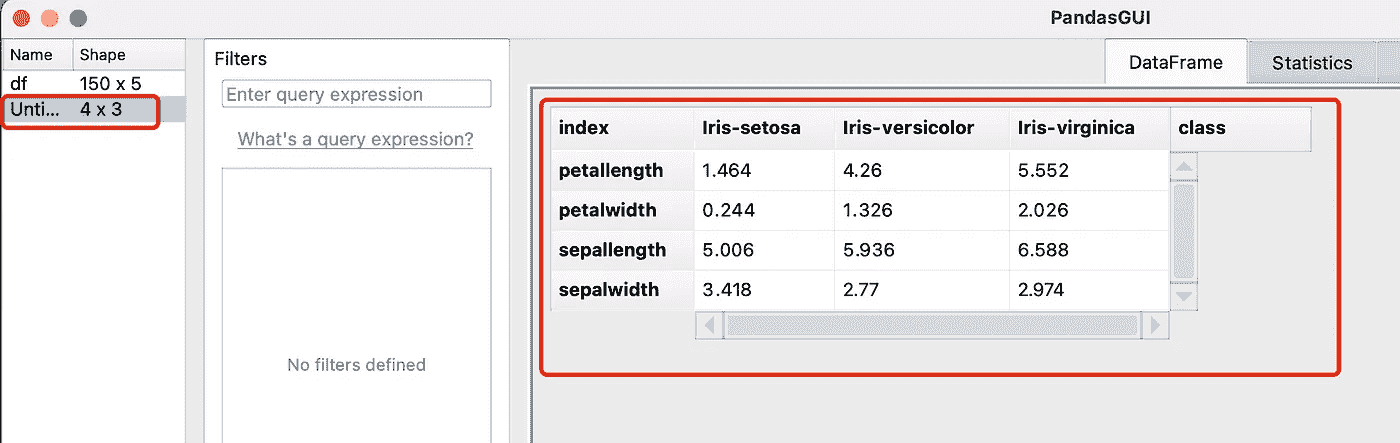 PandasGUI
Name Shape
df 150 x 5
Unti... 4 x 3
Filters
Enter query expression
What's a query expression?
No filters defined
DataFrame Statistics
index Iris-setosa Iris-versicolor Iris-virginica class
petallength 1.464 4.26 5.552
petalwidth 0.244 1.326 2.026
sepallength 5.006 5.936 6.588
sepalwidth 3.418 2.77 2.974